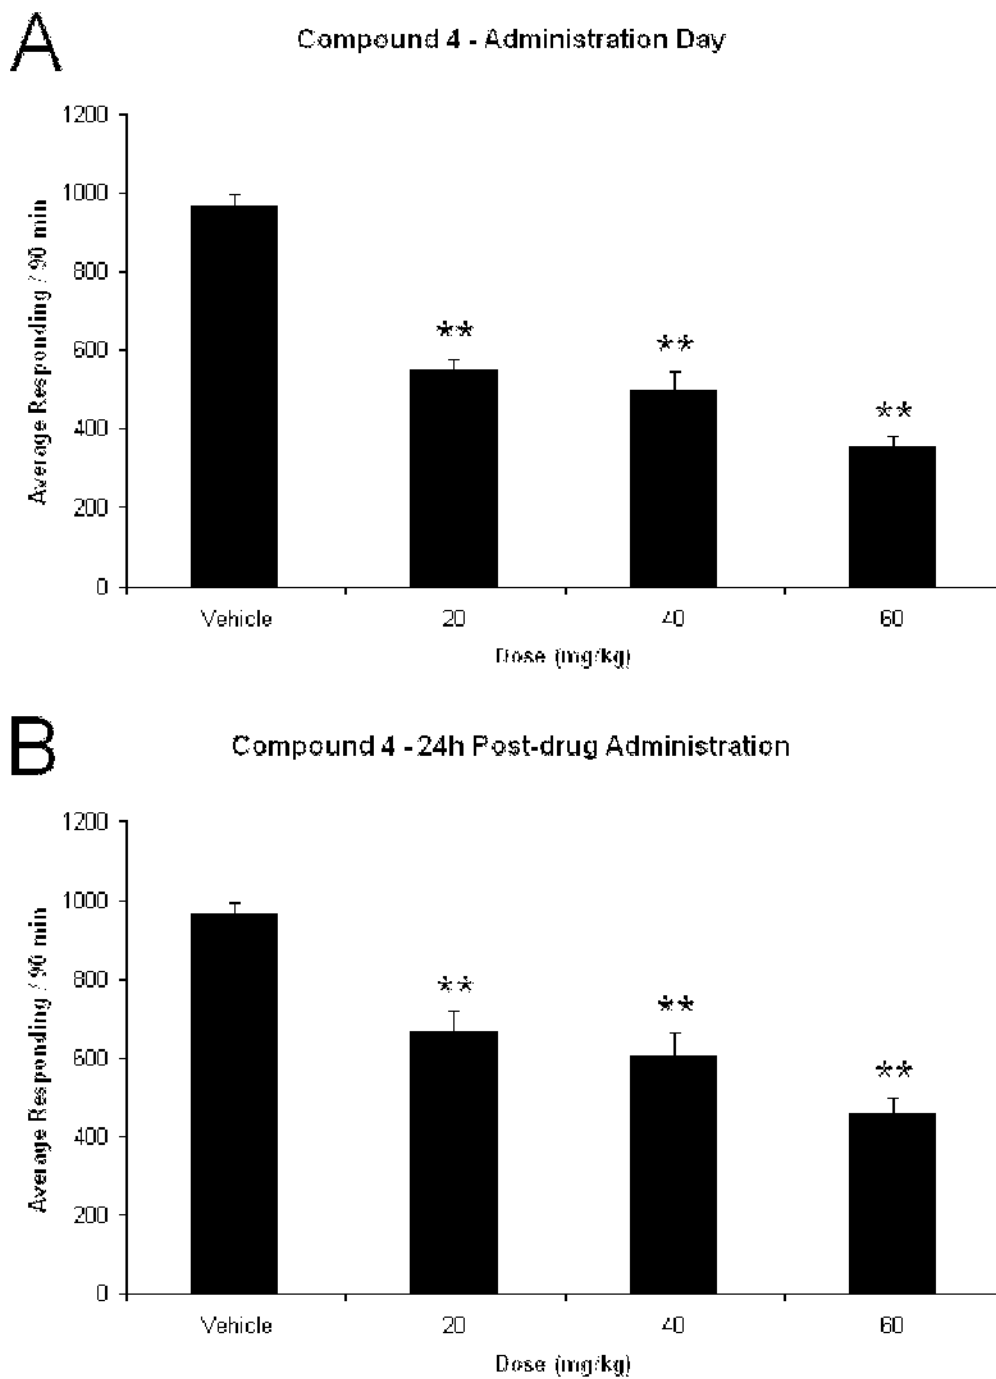 A
Compound 4 - Administration Day
1200
1000
800
600
400
200
0
Average Responding / 90 min
**
**
**
Vehicle
20
40
60
Dose (mg/kg)
B
Compound 4 - 24h Post-drug Administration
1200
1000
800
600
400
200
0
Average Responding / 90 min
**
**
**
Vehicle
20
40
60
Dose (mg/kg)